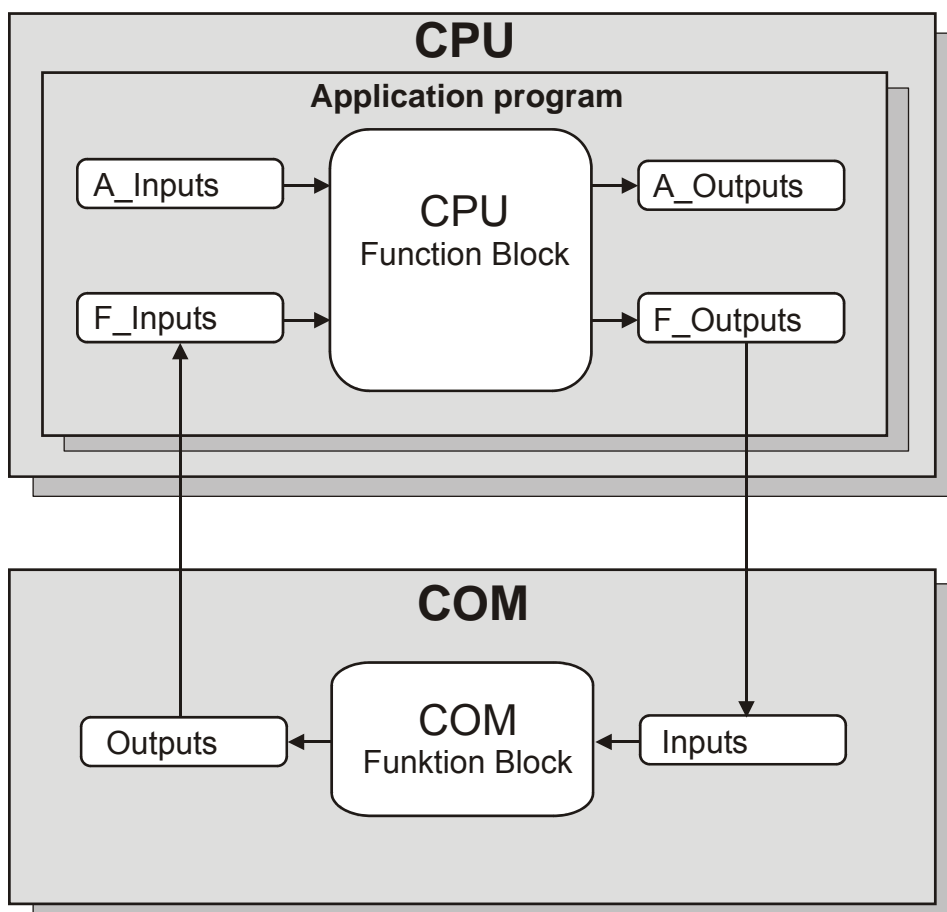 CPU
Application program
A_Inputs
CPU
Function Block
A_Outputs
F_Inputs
F_Outputs
COM
Outputs
COM
Funktion Block
Inputs